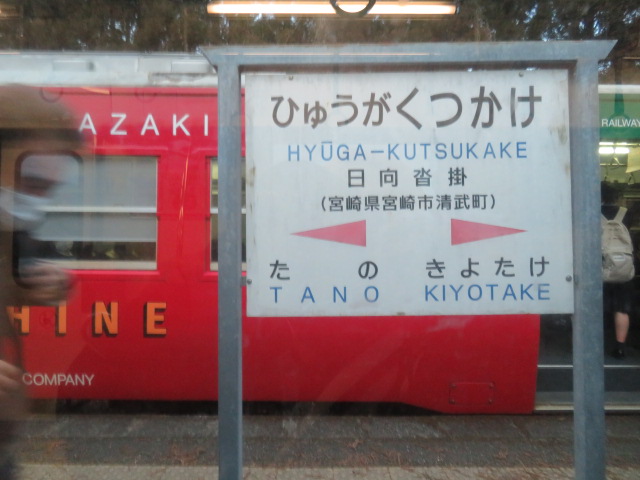 ひゅうがくつかけ
HYŪGA-KUTSUKAKE
日向沓掛
(宮崎県宮崎市清武町)
たの きよたけ
TANO KIYOTAKE
AZAKI
HINE
COMPANY
RAILWAY